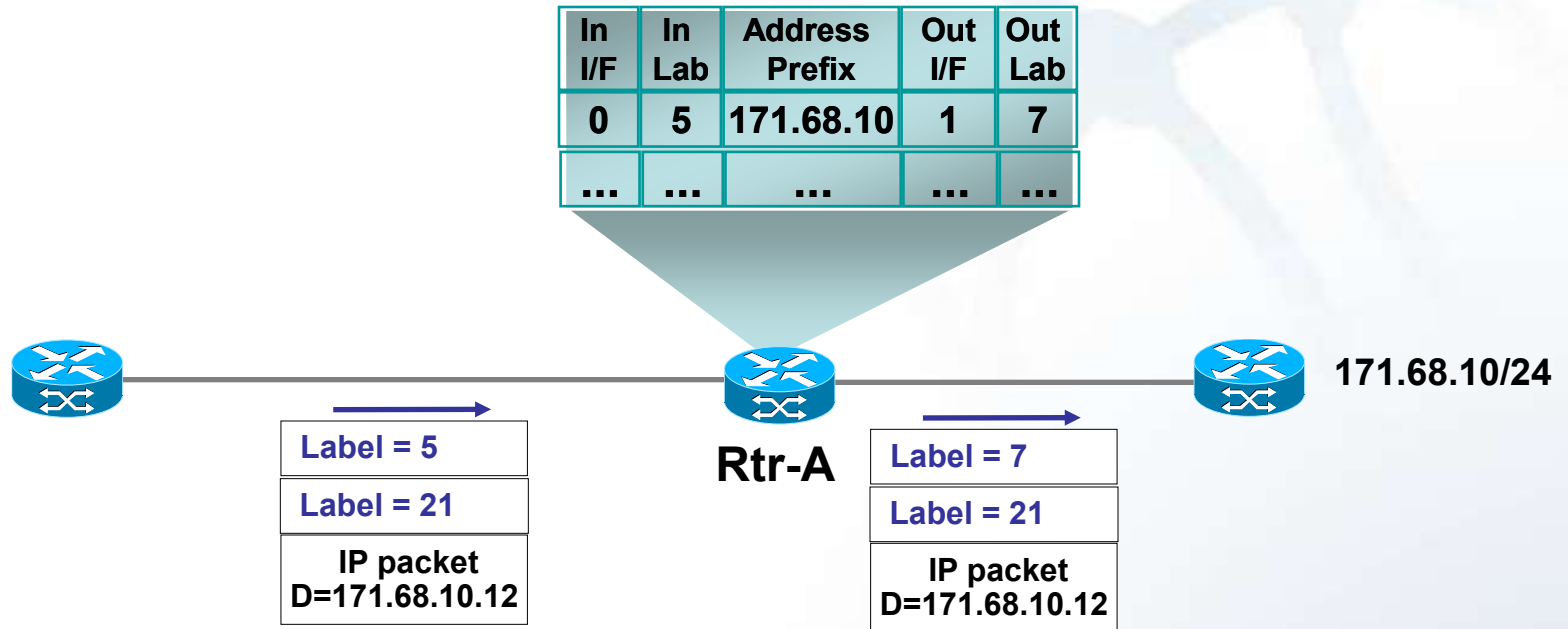 In I/F In Lab Address Prefix Out I/F Out Lab
0 5 171.68.10 1 7
... ... ... ... ...
171.68.10/24
Rtr-A
Label = 5
Label = 21
IP packet
D=171.68.10.12
Label = 7
Label = 21
IP packet
D=171.68.10.12